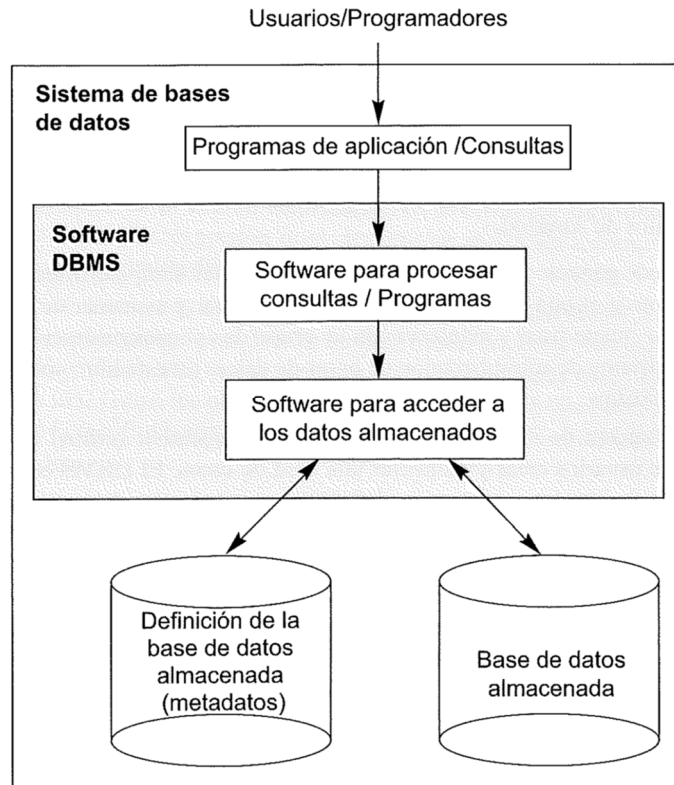 Usuarios/Programadores
Sistema de bases
de datos
Programas de aplicación /Consultas
Software
DBMS
Software para procesar
consultas / Programas
Software para acceder a
los datos almacenados
Definición de la
base de datos
almacenada
(metadatos)
Base de datos
almacenada